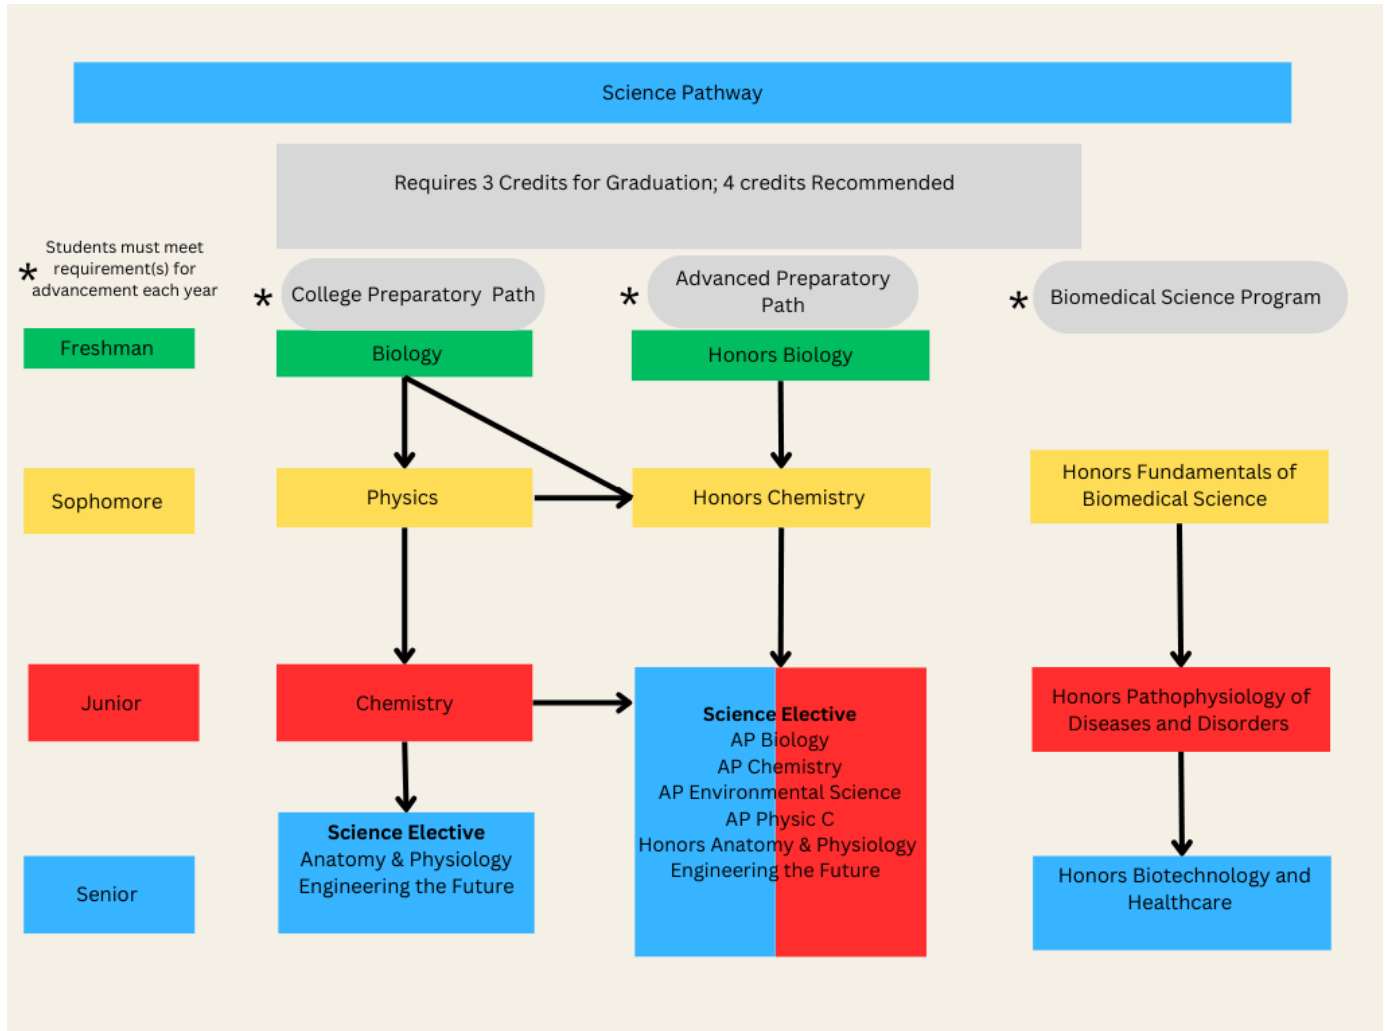 Science Pathway
Requires 3 Credits for Graduation; 4 credits Recommended
* Students must meet
requirement(s) for
advancement each year
* College Preparatory Path
* Advanced Preparatory
Path
* Biomedical Science Program
Freshman
Biology
Honors Biology
Sophomore
Physics
Honors Chemistry
Honors Fundamentals of
Biomedical Science
Junior
Chemistry
Science Elective
AP Biology
AP Chemistry
AP Environmental Science
AP Physic C
Honors Anatomy & Physiology
Engineering the Future
Honors Pathophysiology of
Diseases and Disorders
Senior
Science Elective
Anatomy & Physiology
Engineering the Future
Honors Biotechnology and
Healthcare